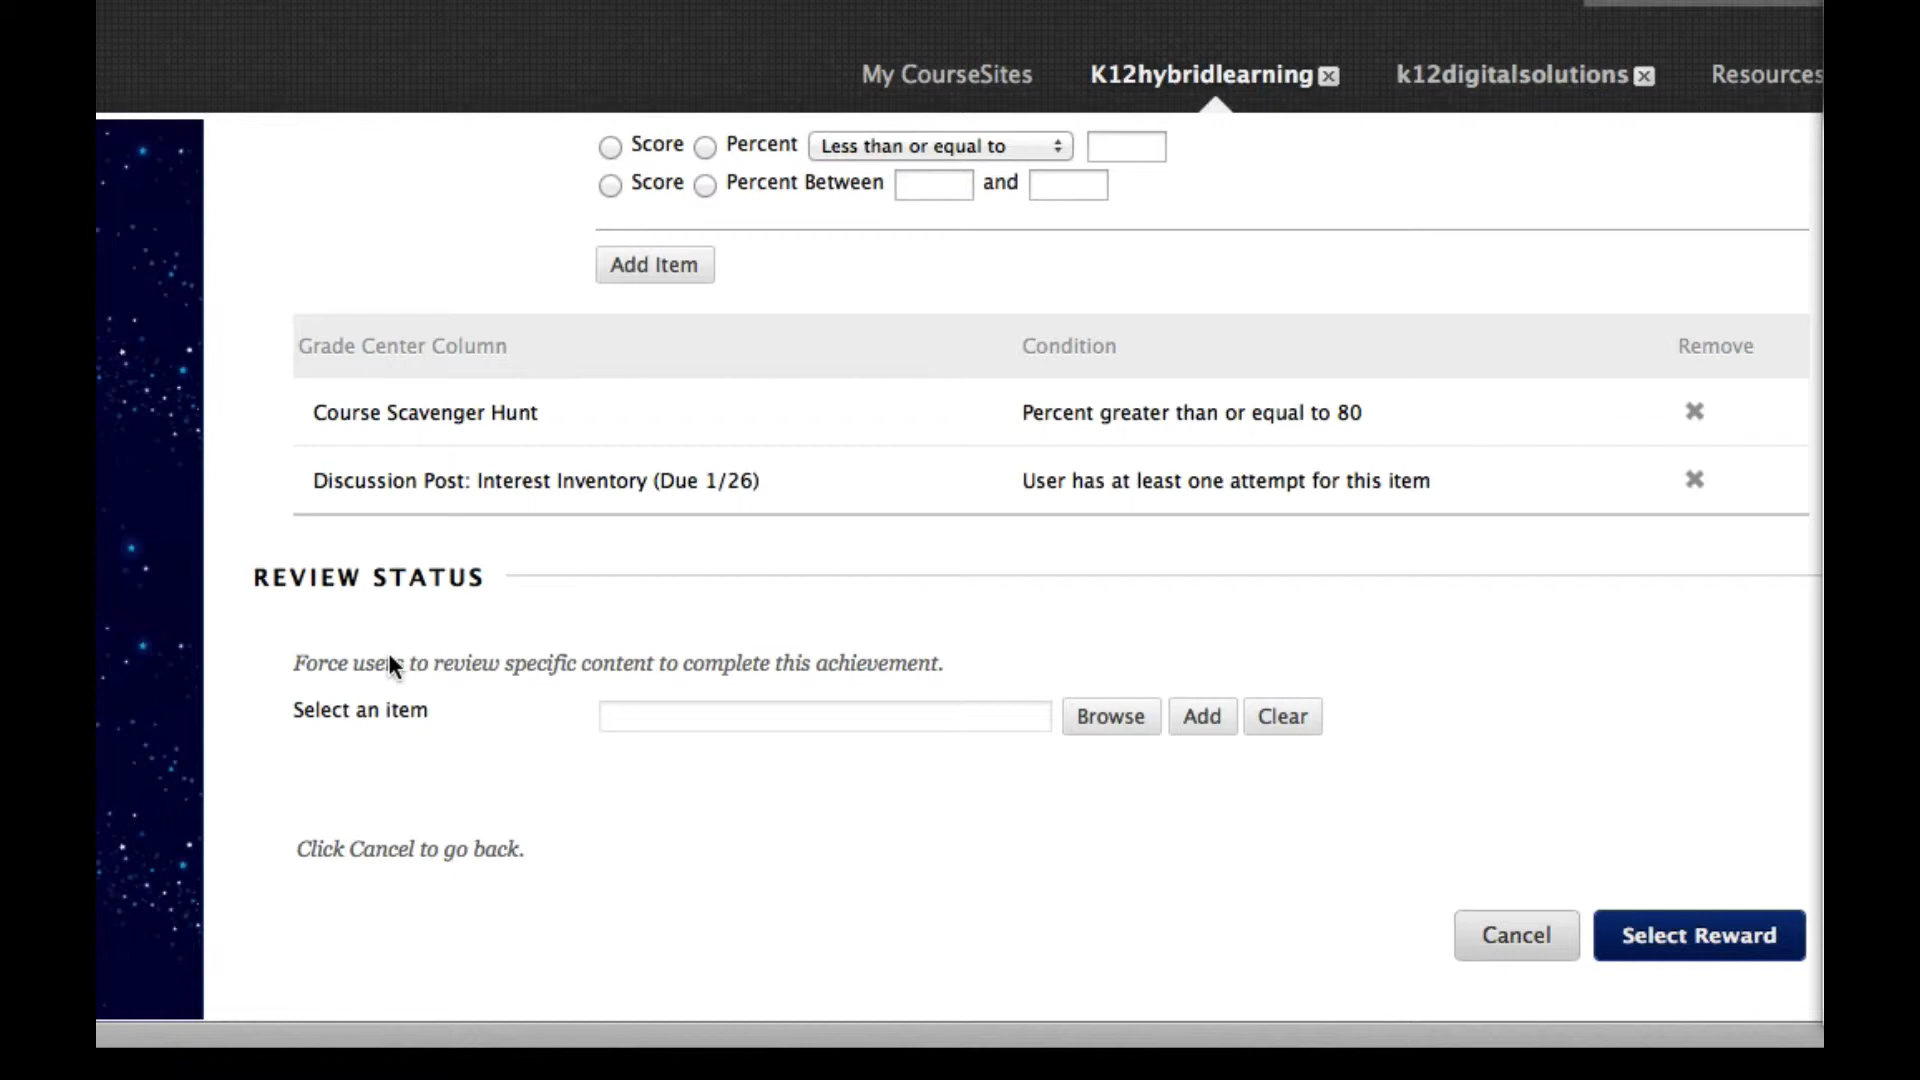 My CourseSites K12hybridlearning k12digitalsolutions Resources
Score Percent Less than or equal to
Score Percent Between and
Add Item
Grade Center Column Condition Remove
Course Scavenger Hunt Percent greater than or equal to 80
Discussion Post: Interest Inventory (Due 1/26) User has at least one attempt for this item
REVIEW STATUS
Force users to review specific content to complete this achievement.
Select an item Browse Add Clear
Click Cancel to go back.
Cancel Select Reward